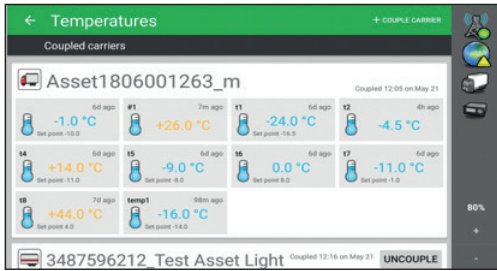 ← Temperatures + COUPLE CARRIER
Coupled carriers
Asset1806001263_m Coupled 12:05 on May 21
6d ago #1 7m ago t1 6d ago t2 4h ago
-1.0 °C +26.0 °C -24.0 °C -4.5 °C
Set point -10.0 Set point -16.0
t4 6d ago t5 6d ago t6 6d ago t7 6d ago
+14.0 °C -9.0 °C 0.0 °C -11.0 °C
Set point -11.0 Set point -8.0 Set point 8.0 Set point -1.0
t8 7d ago temp1 98m ago
+44.0 °C -16.0 °C
Set point 4.0 Set point -14.0
80%
+
3487596212_Test Asset Light Coupled 12:16 on May 21 UNCOUPLE
-